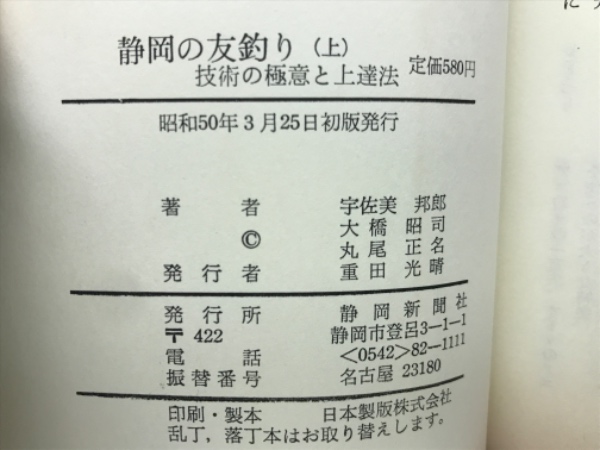 静岡の友釣り（上）
技術の極意と上達法 定価580円
昭和50年3月25日初版発行
著者 宇佐美 邦郎
大橋 昭司
© 丸尾 正名
発行者 重田 光晴
発行所 静岡新聞社
〒422 静岡市登呂3-1-1
電話 <0542>82-1111
振替番号 名古屋 23180
印刷・製本 日本製版株式会社
乱丁，落丁本はお取り替えします。